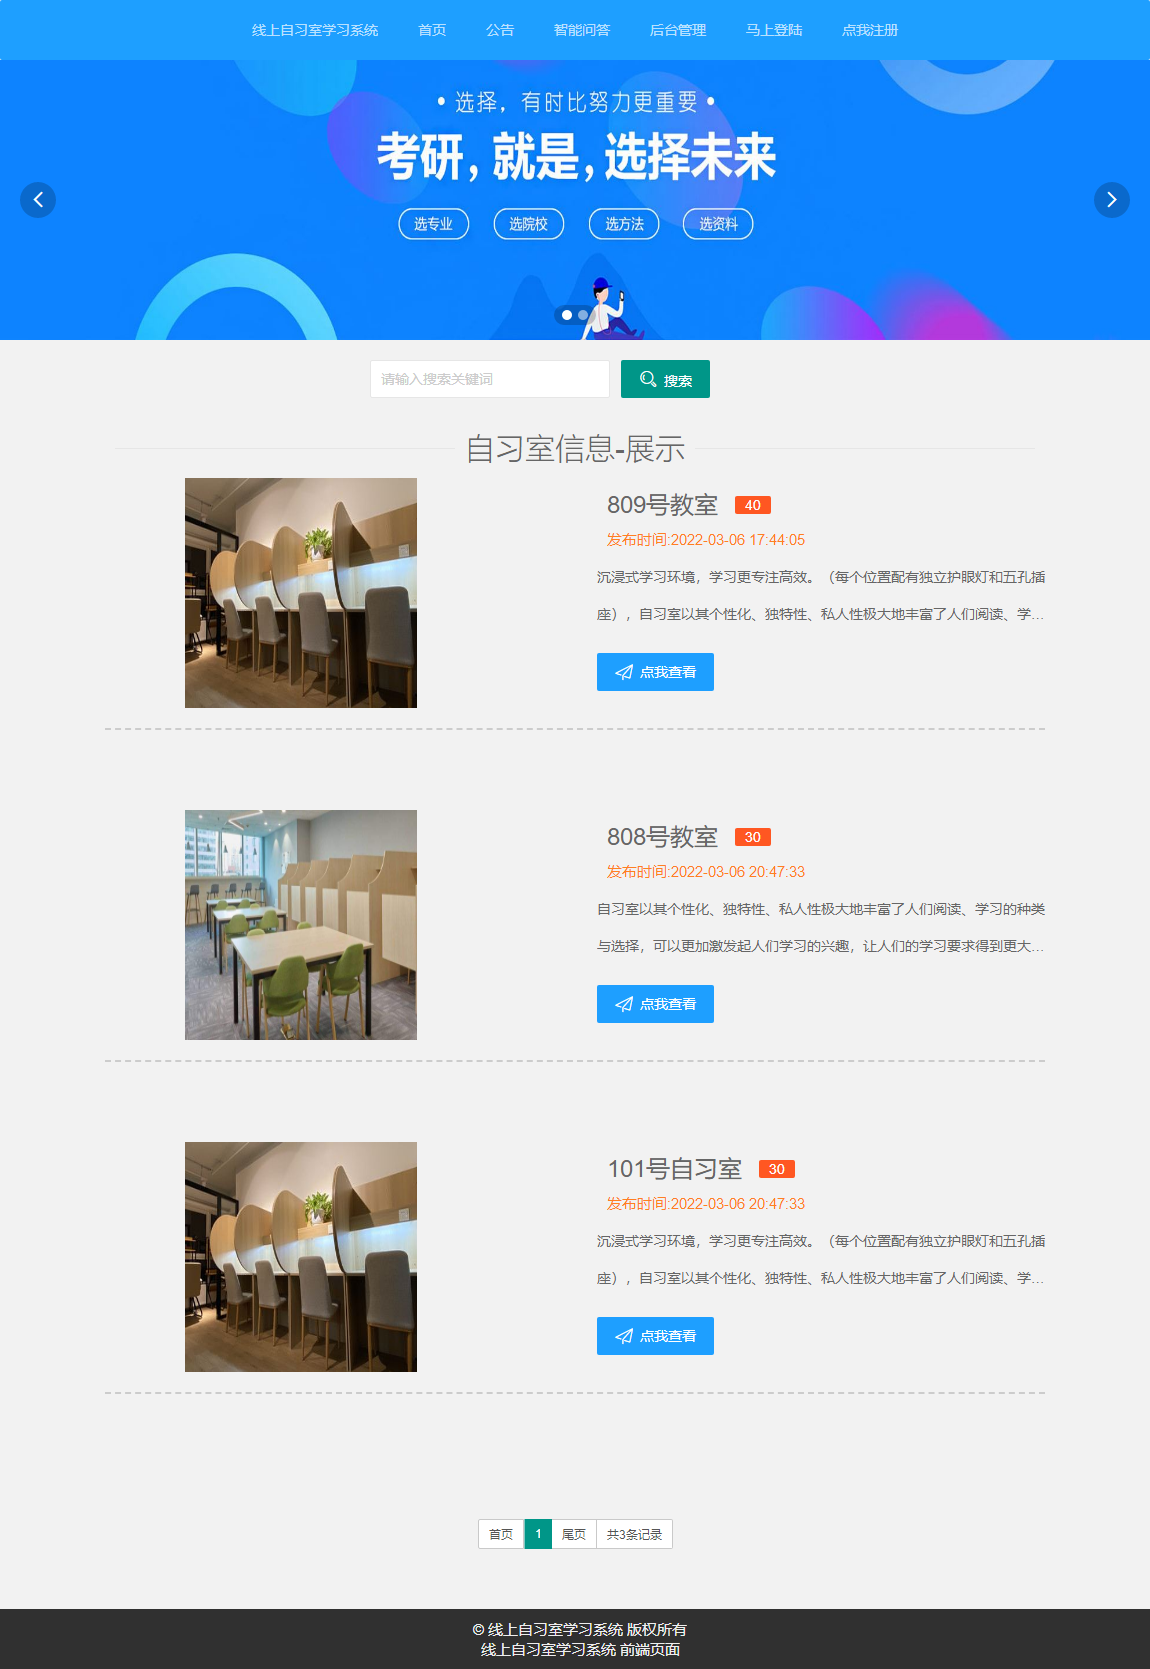 线上自习室学习系统 首页 公告 智能问答 后台管理 马上登陆 点我注册
• 选择，有时比努力更重要 •
考研，就是，选择未来
选专业 选院校 选方法 选资料
请输入搜索关键词 搜索
自习室信息-展示
809号教室 40
发布时间:2022-03-06 17:44:05
沉浸式学习环境，学习更专注高效。（每个位置配有独立护眼灯和五孔插
座），自习室以其个性化、独特性、私人性极大地丰富了人们阅读、学...
点我查看
808号教室 30
发布时间:2022-03-06 20:47:33
自习室以其个性化、独特性、私人性极大地丰富了人们阅读、学习的种类
与选择，可以更加激发起人们学习的兴趣，让人们的学习要求得到更大...
点我查看
101号自习室 30
发布时间:2022-03-06 20:47:33
沉浸式学习环境，学习更专注高效。（每个位置配有独立护眼灯和五孔插
座），自习室以其个性化、独特性、私人性极大地丰富了人们阅读、学...
点我查看
首页 1 尾页 共3条记录
© 线上自习室学习系统 版权所有
线上自习室学习系统 前端页面